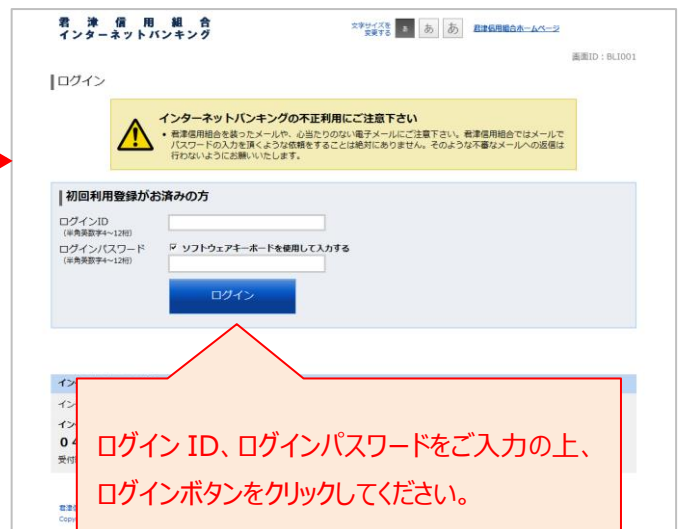 君津信用組合
インターネットバンキング
文字サイズを
変更する
あ
あ
あ
君津信用組合ホームページ
画面ID：BLI001
ログイン
インターネットバンキングの不正利用にご注意下さい
・君津信用組合を装ったメールや、心当たりのない電子メールにご注意下さい。君津信用組合ではメールで
パスワードの入力を頂くような依頼をすることは絶対にありません。そのような不審なメールへの返信は
行わないようにお願いいたします。
初回利用登録がお済みの方
ログインID
（半角英数字4～12桁）
ログインパスワード
ソフトウェアキーボードを使用して入力する
（半角英数字4～12桁）
ログイン
イン
イン
イン
04
受付
ログイン ID、ログインパスワードをご入力の上、
ログインボタンをクリックしてください。
君津
Copy